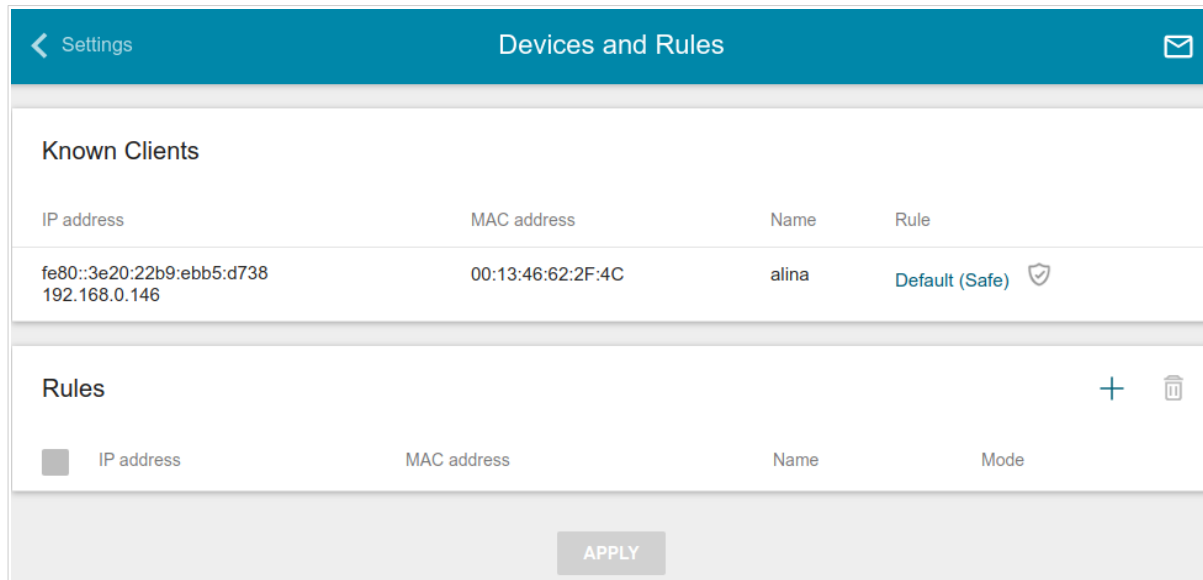 Settings
Devices and Rules
Known Clients
IP address MAC address Name Rule
fe80::3e20:22b9:ebb5:d738 00:13:46:62:2F:4C alina Default (Safe)
192.168.0.146
Rules
IP address MAC address Name Mode
APPLY